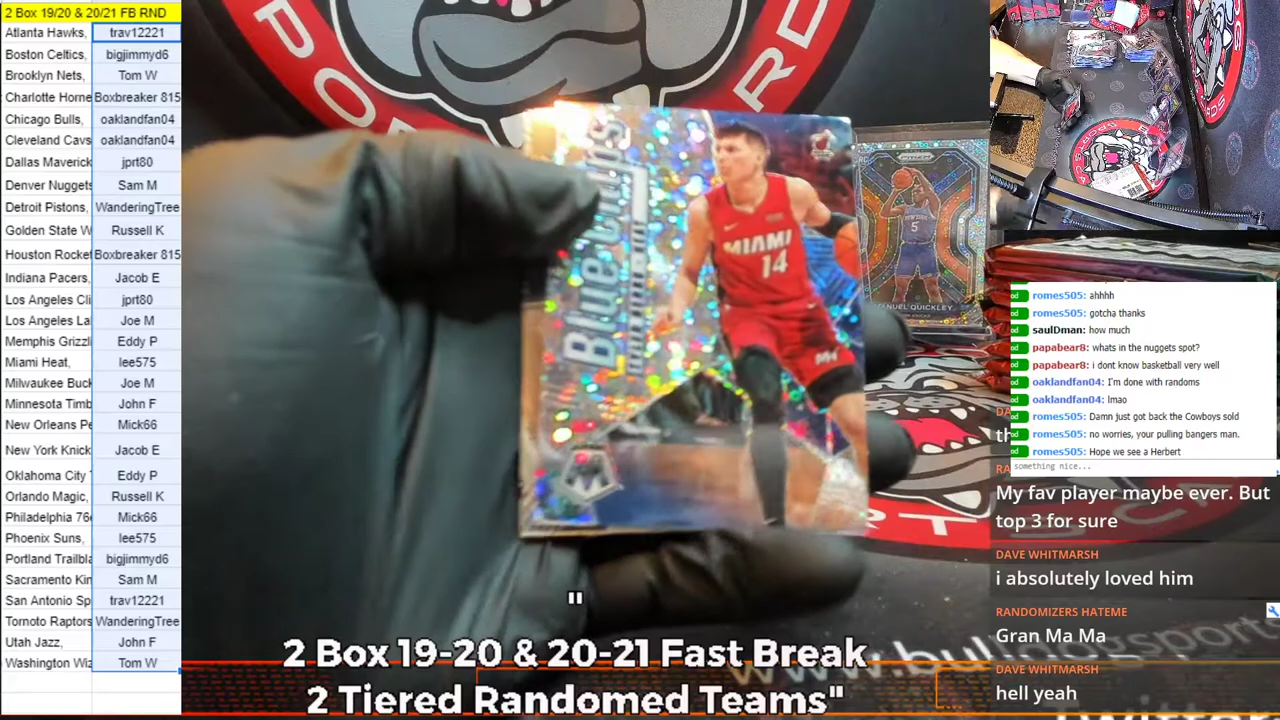 2 Box 19/20 & 20/21 FB RND
Atlanta Hawks, trav12221
Boston Celtics, bigjimmyd6
Brooklyn Nets, Tom W
Charlotte Horne Boxbreaker 815
Chicago Bulls, oaklandfan04
Cleveland Cavs oaklandfan04
Dallas Maverick jprt80
Denver Nuggets Sam M
Detroit Pistons, WanderingTree
Golden State W Russell K
Houston Rocket Boxbreaker 815
Indiana Pacers, Jacob E
Los Angeles Cli jprt80
Los Angeles La Joe M
Memphis Grizzl Eddy P
Miami Heat, lee575
Milwaukee Buck Joe M
Minnesota Timb John F
New Orleans Pe Mick66
New York Knick Jacob E
Oklahoma City Eddy P
Orlando Magic, Russell K
Philadelphia 76 Mick66
Phoenix Suns, lee575
Portland Trailbla bigjimmyd6
Sacramento Kin Sam M
San Antonio Sp trav12221
Tornoto Raptors WanderingTree
Utah Jazz, John F
Washington Wiz Tom W
MIAMI
14
PRIZM
NEW YORK
5
QUICKLEY
"
2 Box 19-20 & 20-21 Fast Break
2 Tiered Randomed Teams"
romes505: ahhhh
romes505: gotcha thanks
saulDman: how much
papabear8: whats in the nuggets spot?
papabear8: i dont know basketball very well
oaklandfan04: I'm done with randoms
oaklandfan04: lmao
romes505: Damn just got back the Cowboys sold
romes505: no worries, your pulling bangers man.
romes505: Hope we see a Herbert
something nice...
My fav player maybe ever. But
top 3 for sure
DAVE WHITMARSH
i absolutely loved him
RANDOMIZERS HATEME
Gran Ma Ma
DAVE WHITMARSH
hell yeah